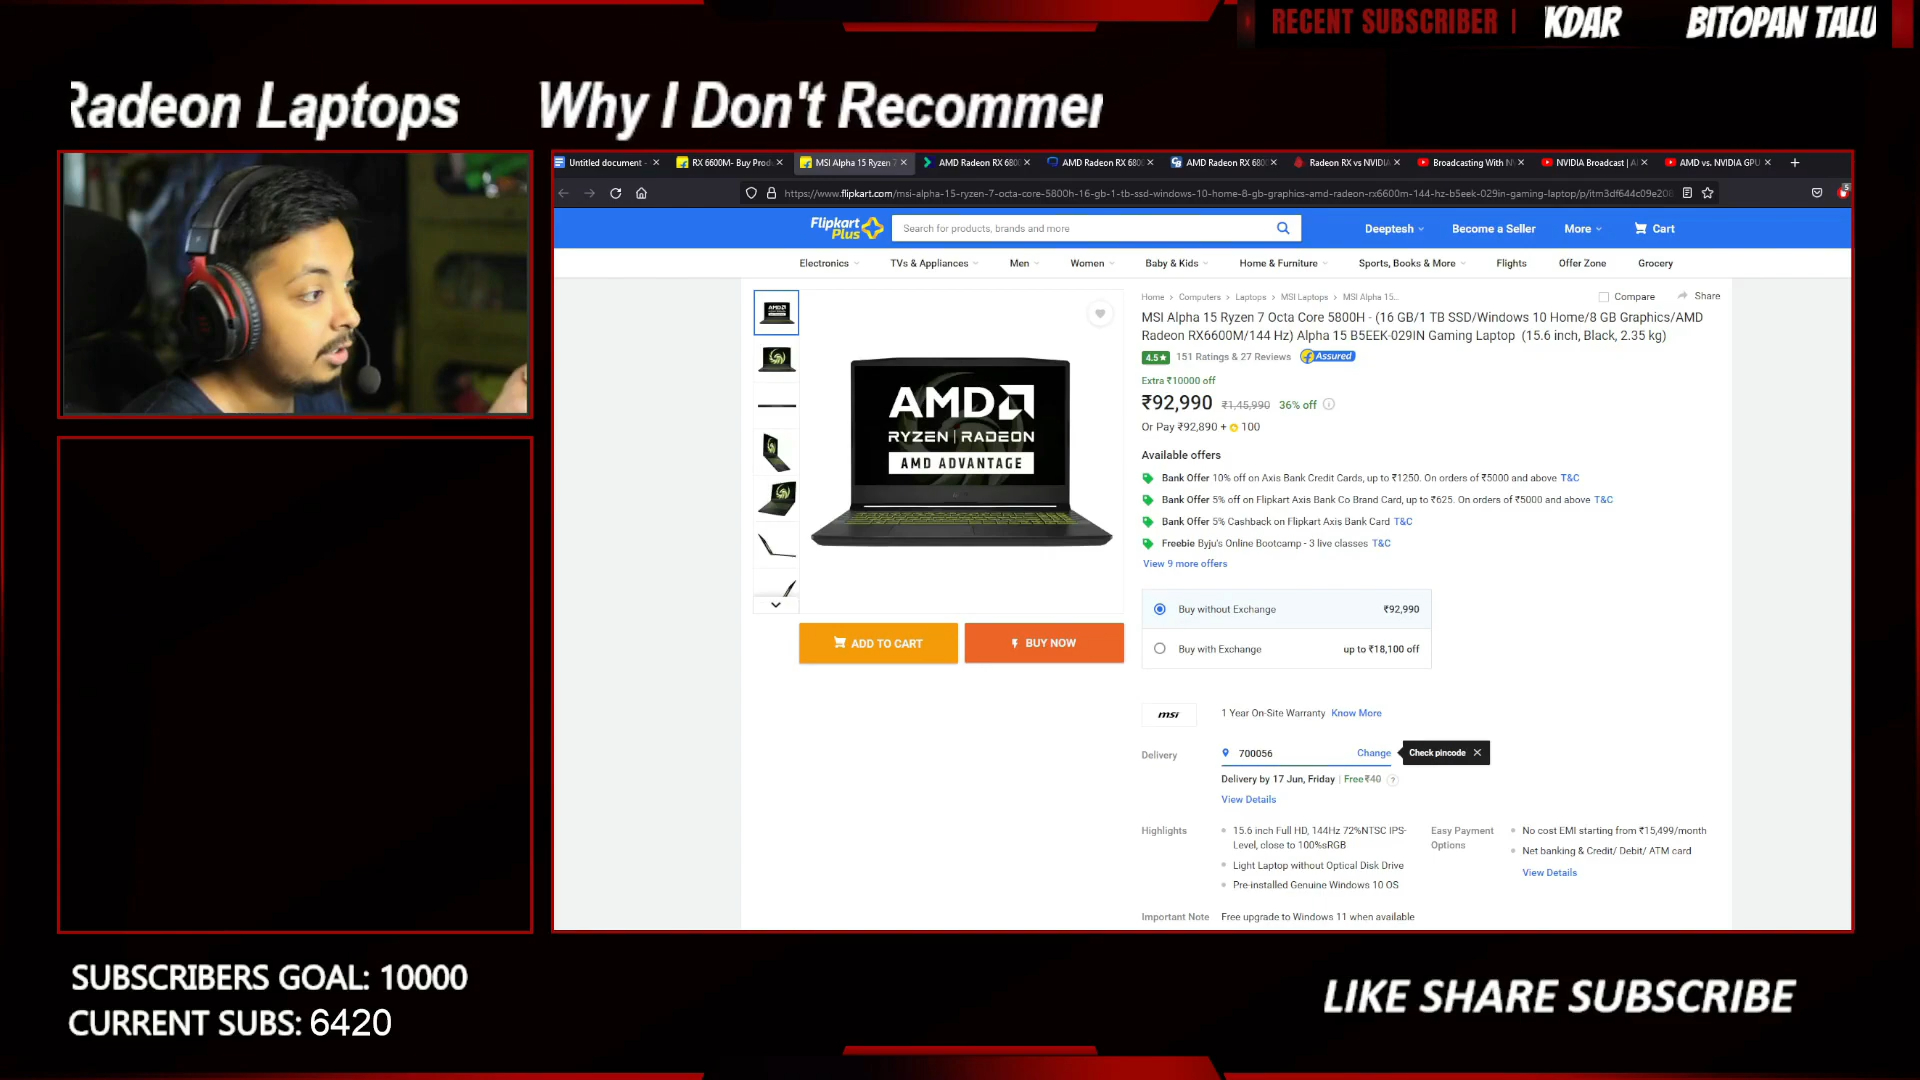 RECENT SUBSCRIBER | KDAR BITOPAN TALU
Radeon Laptops Why I Don't Recommen
Untitled document -
RX 6600M- Buy Prod
MSI Alpha 15 Ryzen 7
AMD Radeon RX 680
AMD Radeon RX 680
AMD Radeon RX 680
Radeon RX vs NVIDIA
Broadcasting With N
NVIDIA Broadcast | A
AMD vs. NVIDIA GPU
https://www.flipkart.com/msi-alpha-15-ryzen-7-octa-core-5800h-16-gb-1-tb-ssd-windows-10-home-8-gb-graphics-amd-radeon-rx6600m-144-hz-b5eek-029in-gaming-laptop/p/itm3df644c09e208
5
Flipkart
Plus
Search for products, brands and more
Deeptesh
Become a Seller
More
Cart
Electronics
TVs & Appliances
Men
Women
Baby & Kids
Home & Furniture
Sports, Books & More
Flights
Offer Zone
Grocery
Home > Computers > Laptops > MSI Laptops > MSI Alpha 15...
Compare
Share
MSI Alpha 15 Ryzen 7 Octa Core 5800H - (16 GB/1 TB SSD/Windows 10 Home/8 GB Graphics/AMD
Radeon RX6600M/144 Hz) Alpha 15 B5EEK-029IN Gaming Laptop (15.6 inch, Black, 2.35 kg)
4.5★ 151 Ratings & 27 Reviews Assured
Extra ₹10000 off
₹92,990 ₹1,45,990 36% off
Or Pay ₹92,890 + 100
AMD
RYZEN | RADEON
AMD ADVANTAGE
Available offers
Bank Offer 10% off on Axis Bank Credit Cards, up to ₹1250. On orders of ₹5000 and above T&C
Bank Offer 5% off on Flipkart Axis Bank Co Brand Card, up to ₹625. On orders of ₹5000 and above T&C
Bank Offer 5% Cashback on Flipkart Axis Bank Card T&C
Freebie Byju's Online Bootcamp - 3 live classes T&C
View 9 more offers
Buy without Exchange ₹92,990
Buy with Exchange up to ₹18,100 off
ADD TO CART
BUY NOW
msi
1 Year On-Site Warranty Know More
Delivery
700056
Change
Check pincode
Delivery by 17 Jun, Friday | Free ₹40 ?
View Details
Highlights
15.6 inch Full HD, 144Hz 72%NTSC IPS-
Level, close to 100%sRGB
Light Laptop without Optical Disk Drive
Pre-installed Genuine Windows 10 OS
Easy Payment
Options
No cost EMI starting from ₹15,499/month
Net banking & Credit/ Debit/ ATM card
View Details
Important Note
Free upgrade to Windows 11 when available
SUBSCRIBERS GOAL: 10000
CURRENT SUBS: 6420
LIKE SHARE SUBSCRIBE